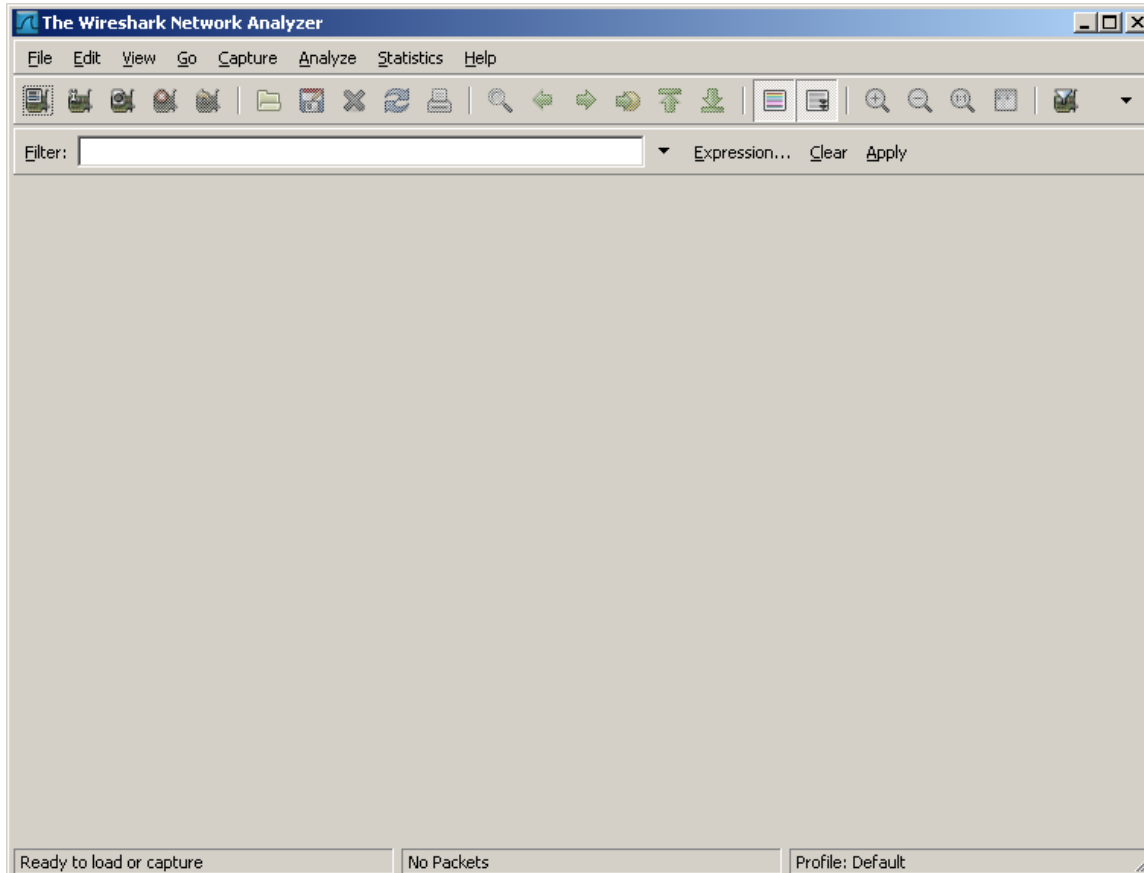 The Wireshark Network Analyzer
File Edit View Go Capture Analyze Statistics Help
Filter: Expression... Clear Apply
Ready to load or capture No Packets Profile: Default